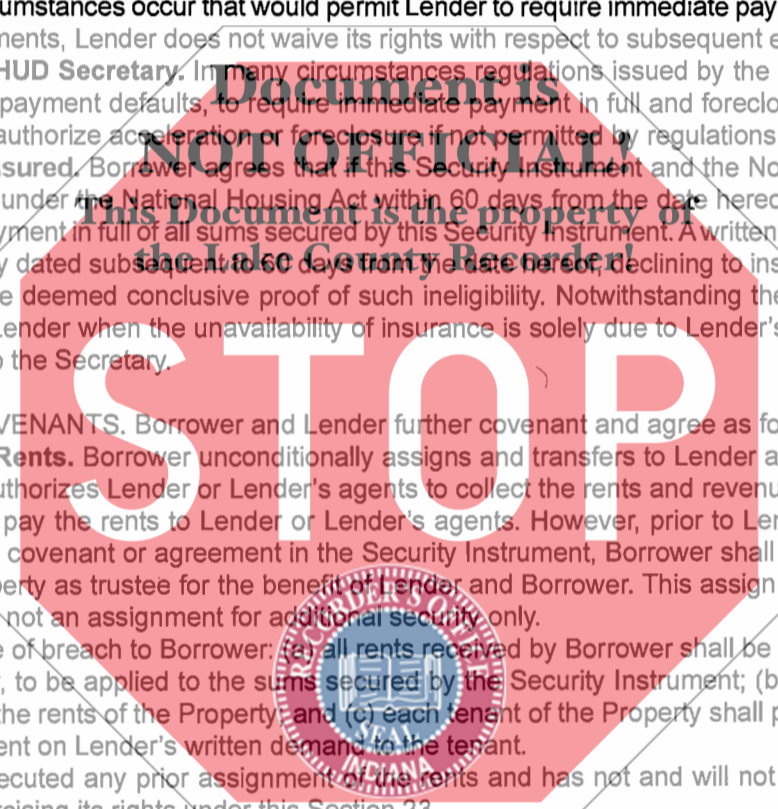 cumstances occur that would permit Lender to require immediate pay
ments, Lender does not waive its rights with respect to subsequent e
HUD Secretary. In many circumstances regulations issued by the
payment defaults, to require immediate payment in full and foreclo
authorize acceleration or foreclosure if not permitted by regulations
sured. Borrower agrees that if this Security Instrument and the No
under the National Housing Act within 60 days from the date hereo
yment in full of all sums secured by this Security Instrument. A written
y dated subsequent to 60 days from the date hereof, declining to ins
e deemed conclusive proof of such ineligibility. Notwithstanding the
Lender when the unavailability of insurance is solely due to Lender's
o the Secretary.
VENANTS. Borrower and Lender further covenant and agree as fo
Rents. Borrower unconditionally assigns and transfers to Lender a
uthorizes Lender or Lender's agents to collect the rents and revenu
pay the rents to Lender or Lender's agents. However, prior to Len
covenant or agreement in the Security Instrument, Borrower shall
perty as trustee for the benefit of Lender and Borrower. This assign
not an assignment for additional security only.
e of breach to Borrower: (a) all rents received by Borrower shall be
, to be applied to the sums secured by the Security Instrument; (b
the rents of the Property; and (c) each tenant of the Property shall p
ent on Lender's written demand to the tenant.
ecuted any prior assignment of the rents and has not and will not
rcising its rights under this Section 23.
Document is
NOT OFFICIAL!
This Document is the property of
the Lake County Recorder!
STOP
RECORDER'S OFFICE
SEAL
INDIANA